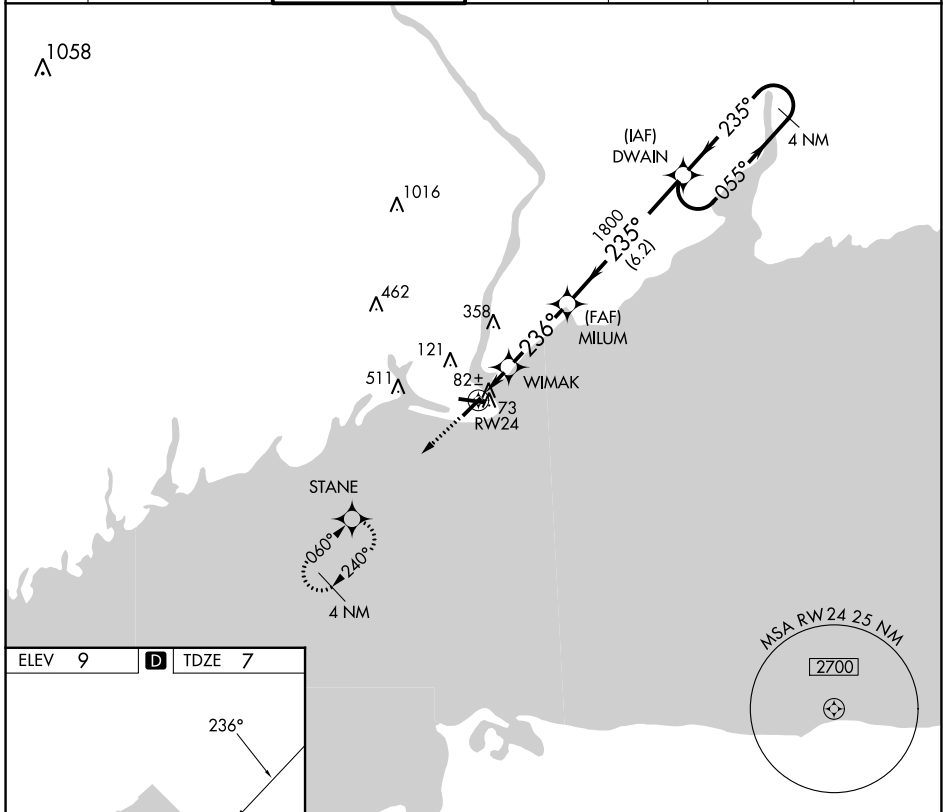 1058
235°
4 NM
(IAF)
DWAIN
055°
1016
1800
235°
(6.2)
462
358
(FAF)
MILUM
236°
121
511
82±
WIMAK
73
RW24
STANE
060°
240°
4 NM
MSA RW24 25 NM
2700
ELEV 9 D TDZE 7
236°